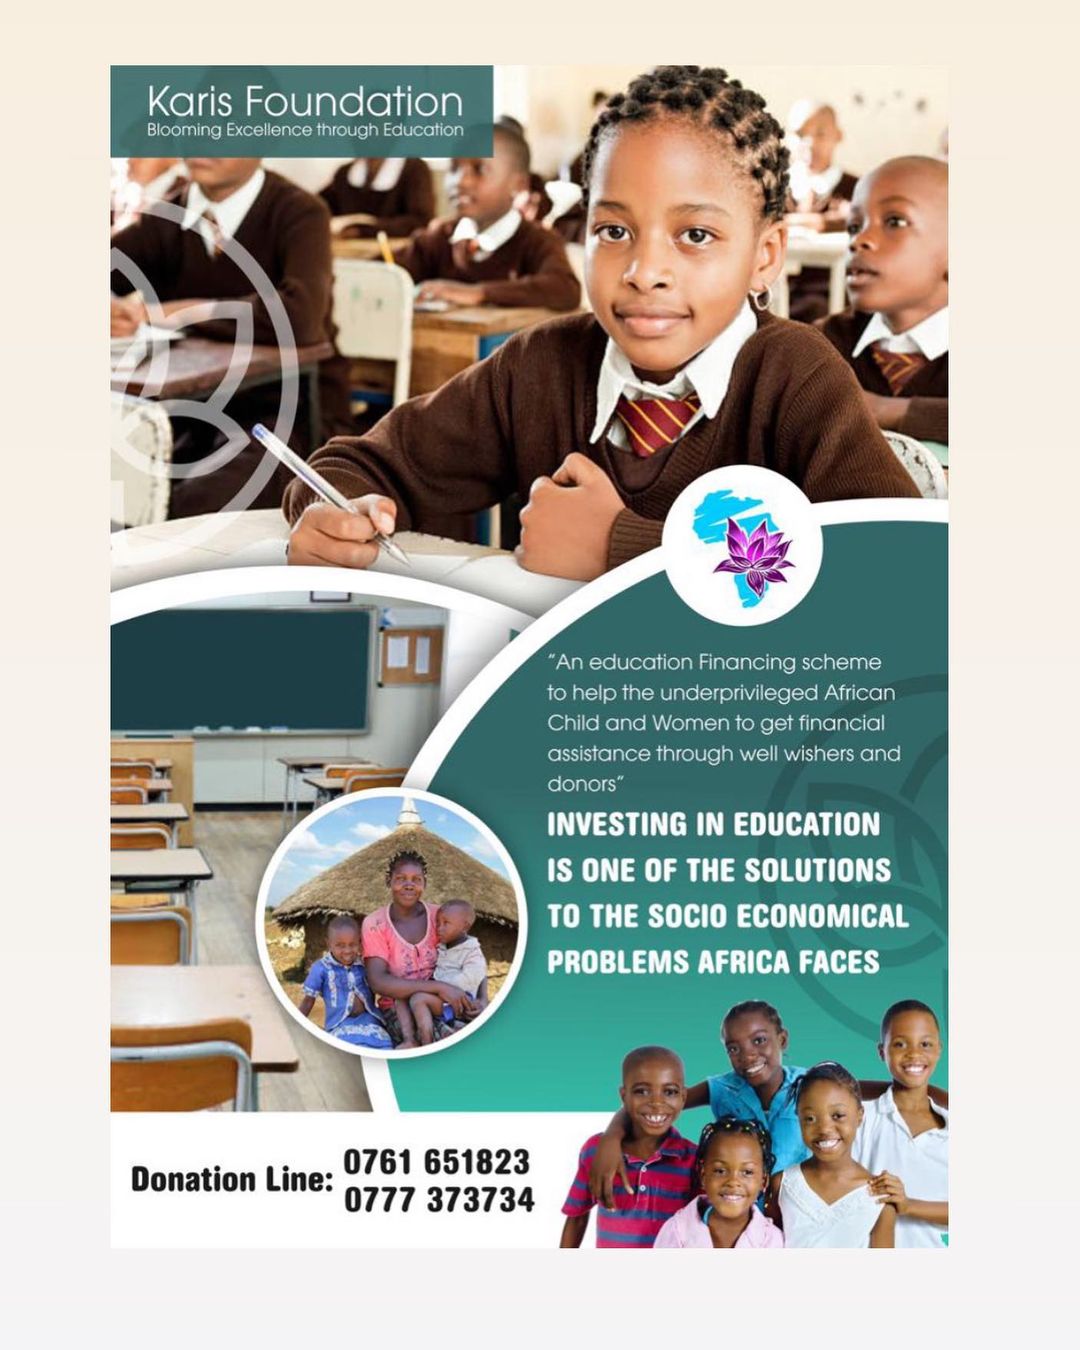 Karis Foundation
Blooming Excellence through Education
“An education Financing scheme
to help the underprivileged African
Child and Women to get financial
assistance through well wishers and
donors”
INVESTING IN EDUCATION
IS ONE OF THE SOLUTIONS
TO THE SOCIO ECONOMICAL
PROBLEMS AFRICA FACES
Donation Line:
0761 651823
0777 373734